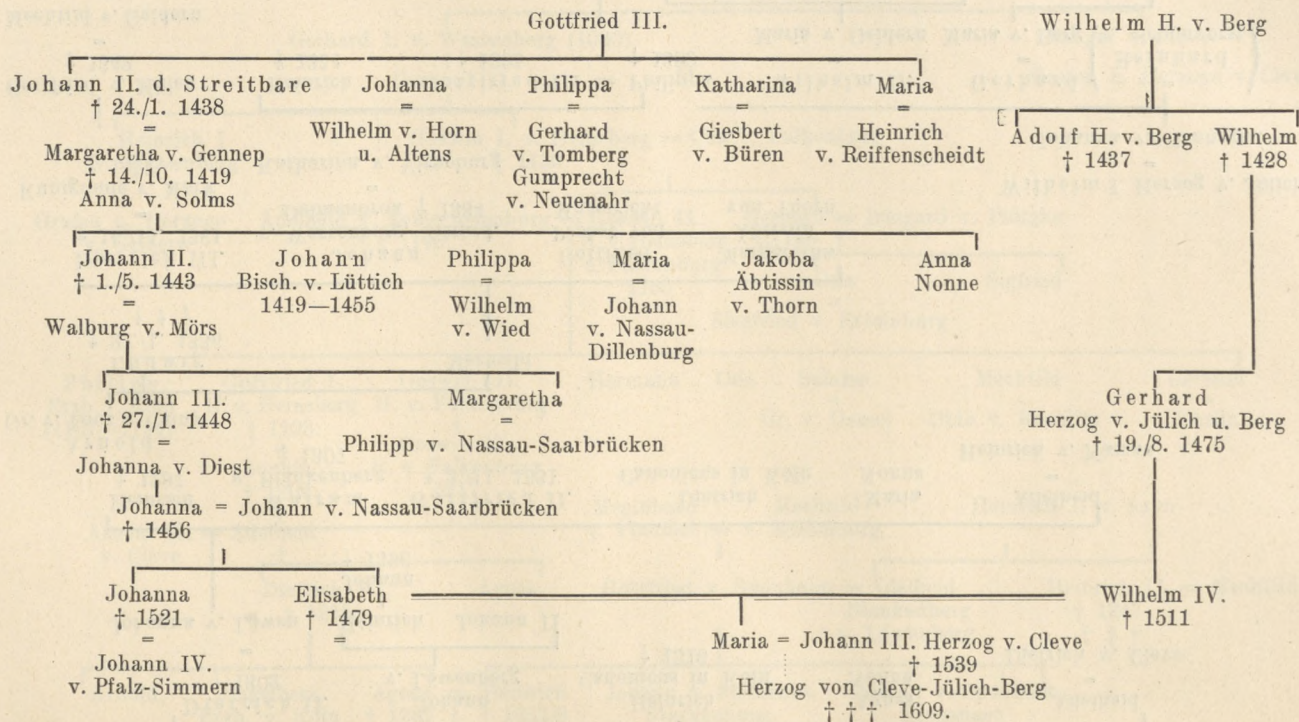 Gottfried III.
Wilhelm H. v. Berg
Johann II. d. Streitbare
† 24./1. 1438
=
Margaretha v. Gennep
† 14./10. 1419
Anna v. Solms
Johanna
=
Wilhelm v. Horn
u. Altens
Philippa
=
Gerhard
v. Tomberg
Gumprecht
v. Neuenahr
Katharina
=
Giesbert
v. Büren
Maria
=
Heinrich
v. Reiffenscheidt
Adolf H. v. Berg
† 1437
Wilhelm
† 1428
Johann II.
† 1./5. 1443
=
Walburg v. Mörs
Johann
Bisch. v. Lüttich
1419—1455
Philippa
=
Wilhelm
v. Wied
Maria
=
Johann
v. Nassau-
Dillenburg
Jakoba
Äbtissin
v. Thorn
Anna
Nonne
Johann III.
† 27./1. 1448
=
Johanna v. Diest
Margaretha
=
Philipp v. Nassau-Saarbrücken
Gerhard
Herzog v. Jülich u. Berg
† 19./8. 1475
Johanna = Johann v. Nassau-Saarbrücken
† 1456
Johanna
† 1521
=
Johann IV.
v. Pfalz-Simmern
Elisabeth
† 1479
=
Wilhelm IV.
† 1511
Maria = Johann III. Herzog v. Cleve
† 1539
Herzog von Cleve-Jülich-Berg
† † † 1609.